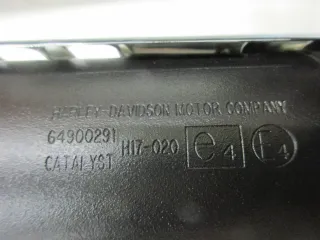 HARLEY-DAVIDSON MOTOR COMPANY
64900291
CATALYST H17-020 e4 E4